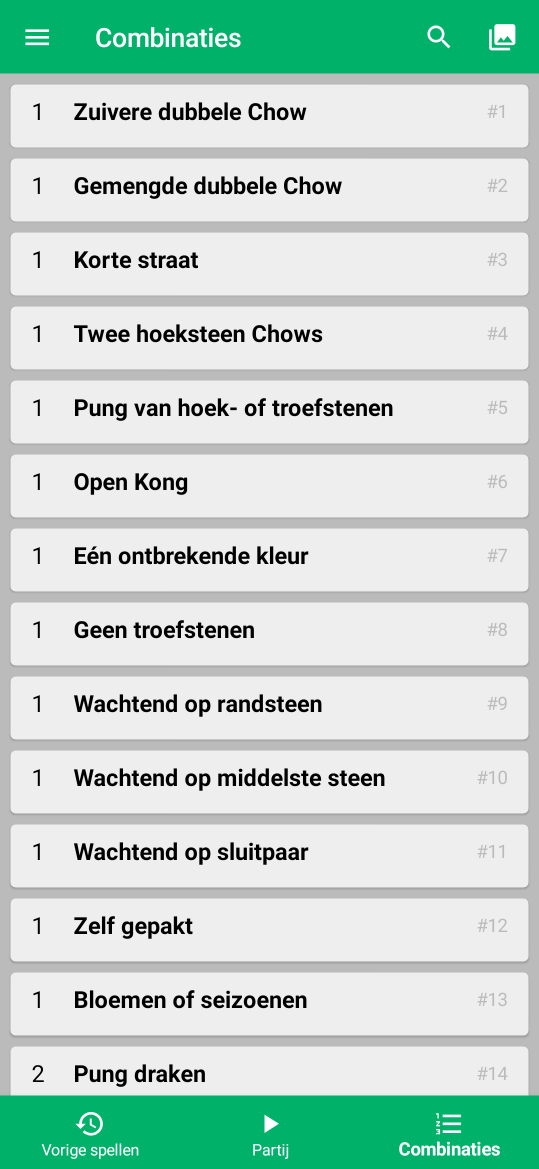 Combinaties
1 Zuivere dubbele Chow #1
1 Gemengde dubbele Chow #2
1 Korte straat #3
1 Twee hoeksteen Chows #4
1 Pung van hoek- of troefstenen #5
1 Open Kong #6
1 Eén ontbrekende kleur #7
1 Geen troefstenen #8
1 Wachtend op randsteen #9
1 Wachtend op middelste steen #10
1 Wachtend op sluitpaar #11
1 Zelf gepakt #12
1 Bloemen of seizoenen #13
2 Pung draken #14
Vorige spellen Partij Combinaties